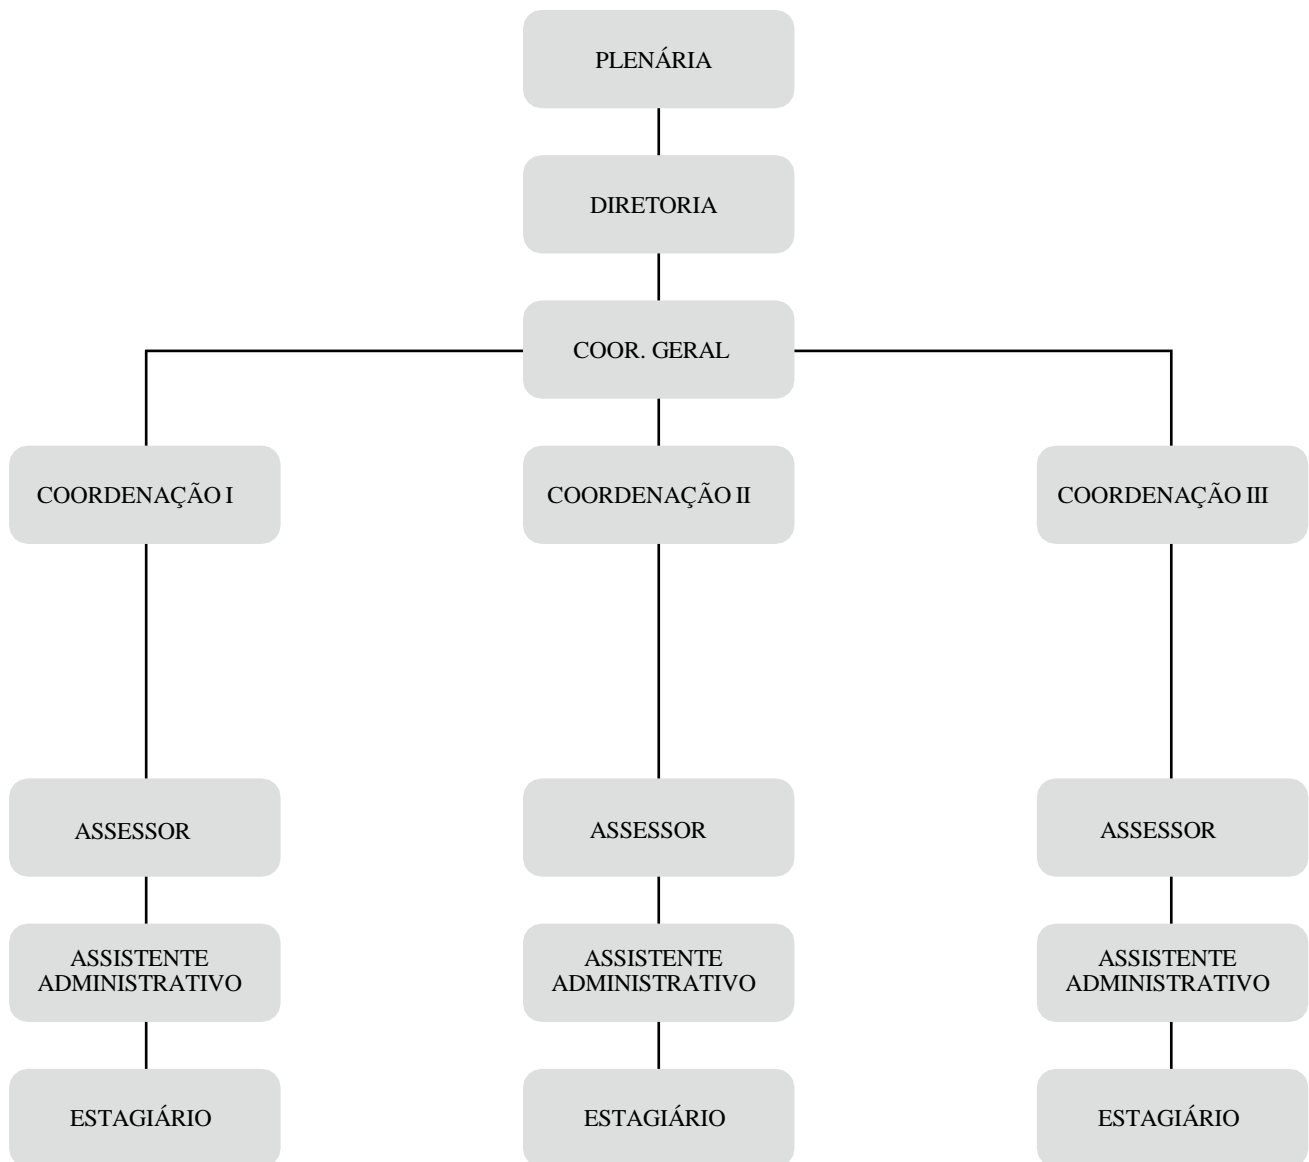 PLENÁRIA
DIRETORIA
COOR. GERAL
COORDENAÇÃO I
COORDENAÇÃO II
COORDENAÇÃO III
ASSESSOR
ASSESSOR
ASSESSOR
ASSISTENTE
ADMINISTRATIVO
ASSISTENTE
ADMINISTRATIVO
ASSISTENTE
ADMINISTRATIVO
ESTAGIÁRIO
ESTAGIÁRIO
ESTAGIÁRIO